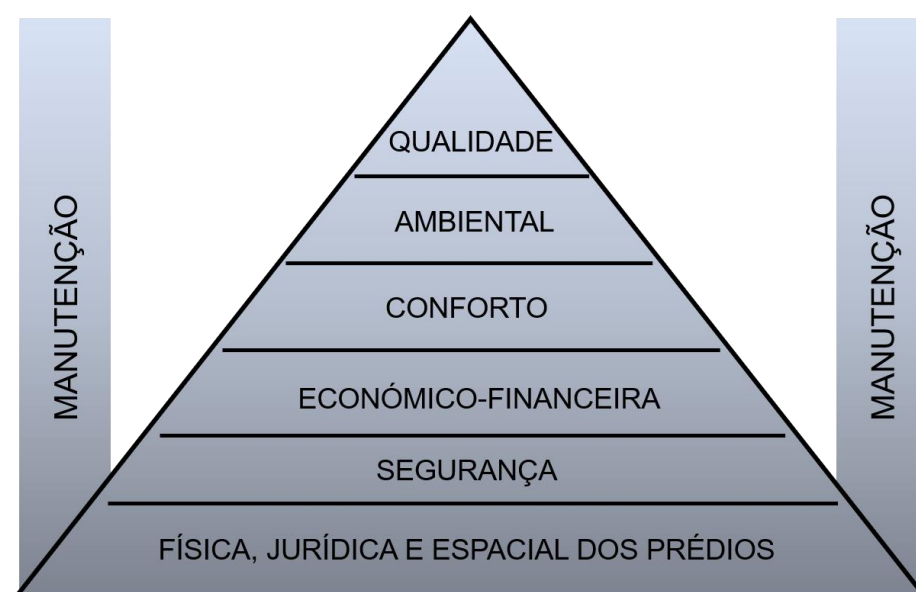 QUALIDADE
AMBIENTAL
CONFORTO
ECONÓMICO-FINANCEIRA
SEGURANÇA
FÍSICA, JURÍDICA E ESPACIAL DOS PRÉDIOS
MANUTENÇÃO
MANUTENÇÃO